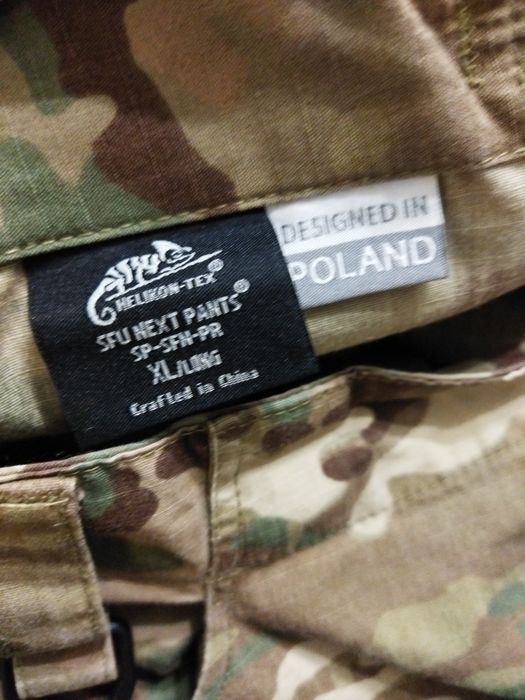 HELIKON-TEX®
SFU NEXT PANTS®
SP-SFN-PR
XL/LONG
Crafted in China
DESIGNED IN
POLAND